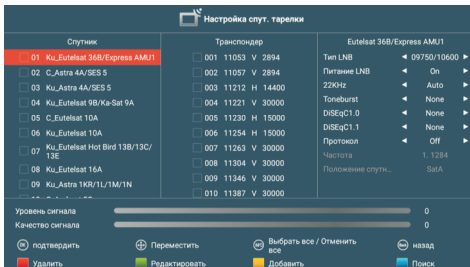 Настройка спут. тарелки
Спутник
01 Ku_Eutelsat 36B/Express AMU1
02 C_Astra 4A/SES 5
03 Ku_Astra 4A/SES 5
04 Ku_Eutelsat 9B/Ka-Sat 9A
05 C_Eutelsat 10A
06 Ku_Eutelsat 10A
07 Ku_Eutelsat Hot Bird 13B/13C/
13E
08 Ku_Eutelsat 16A
09 Ku_Astra 1KR/1L/1M/1N
Транспондер
001 11053 V 2894
002 11057 V 2894
003 11212 H 14400
004 11221 V 30000
005 11230 H 15000
006 11254 H 15000
007 11263 V 30000
008 11304 V 30000
009 11346 V 30000
010 11387 V 30000
Eutelsat 36B/Express AMU1
Тип LNB 09750/10600
Питание LNB On
22KHz Auto
Toneburst None
DiSEqC1.0 None
DiSEqC1.1 None
Протокол Off
Частота 1. 1284
Положение спутн... SatA
Уровень сигнала 0
Качество сигнала 0
OK подтвердить
Переместить
Выбрать все / Отменить
все
назад
Удалить
Редактировать
Добавить
Поиск